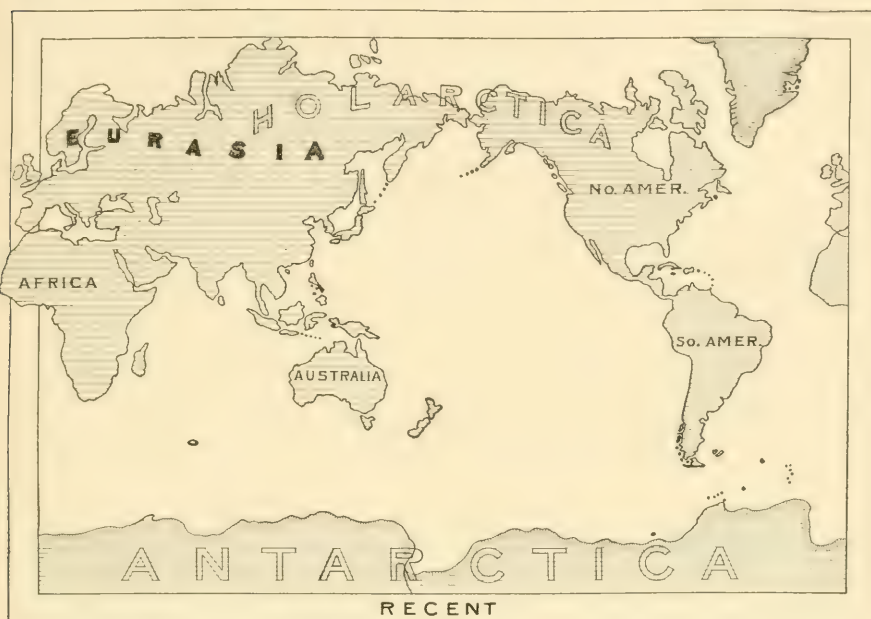 HOLARCTICA
EURASIA
No. AMER.
AFRICA
So. AMER.
AUSTRALIA
ANTARCTICA
RECENT